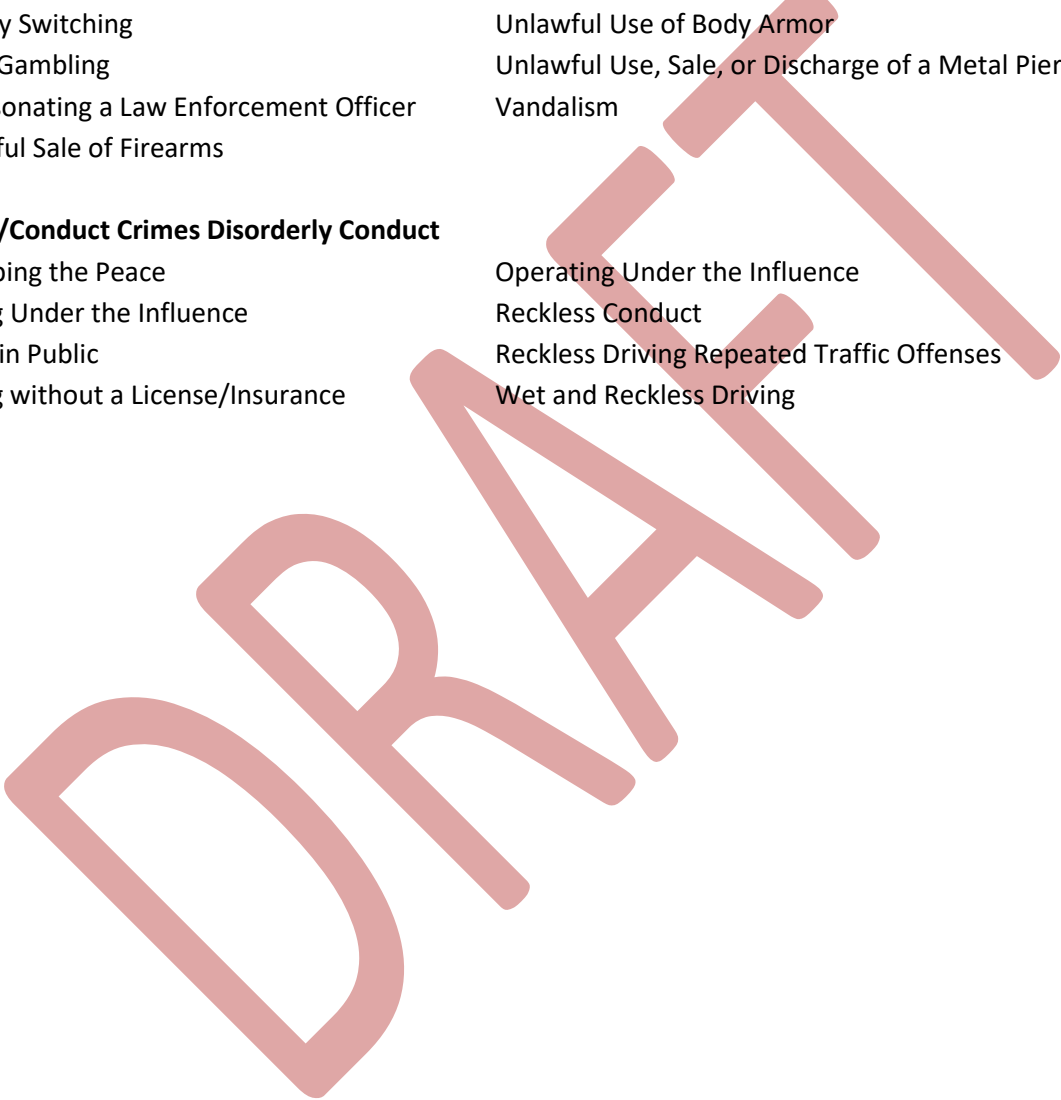 y Switching Unlawful Use of Body Armor
Gambling Unlawful Use, Sale, or Discharge of a Metal Pier
sonating a Law Enforcement Officer Vandalism
ful Sale of Firearms
/Conduct Crimes Disorderly Conduct
bing the Peace Operating Under the Influence
g Under the Influence Reckless Conduct
in Public Reckless Driving Repeated Traffic Offenses
g without a License/Insurance Wet and Reckless Driving
DRAFT